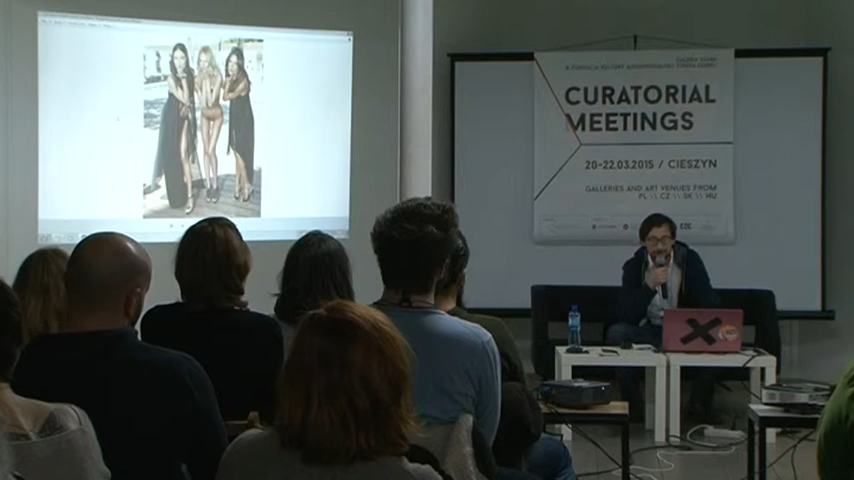 CURATORIAL
MEETINGS
20-22.03.2015 / CIESZYN
GALLERIES AND ART VENUES FROM
PL \\ CZ \\ SK \\ HU